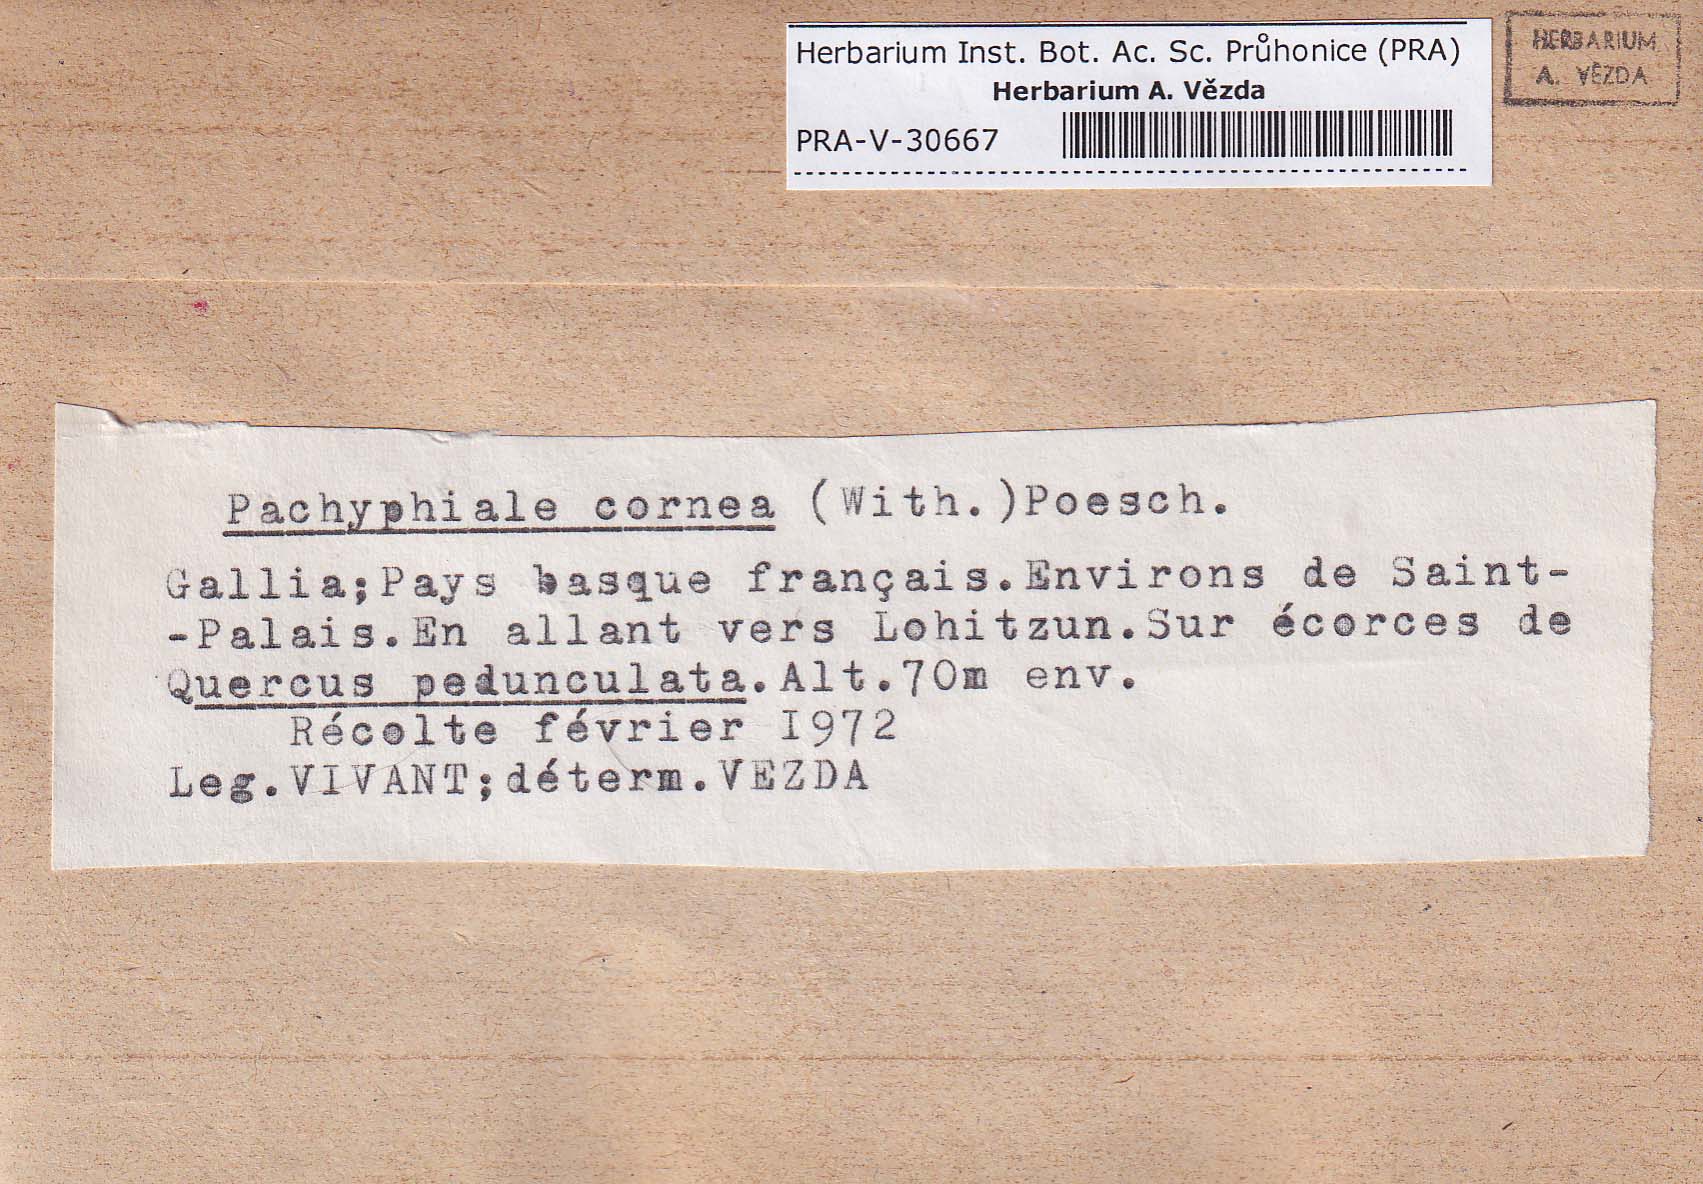 Herbarium Inst. Bot. Ac. Sc. Průhonice (PRA)
Herbarium A. Vězda
PRA-V-30667
HERBARIUM
A. VĚZDA
Pachyphiale cornea (With.)Poesch.
Gallia;Pays basque français.Environs de Saint-
-Palais.En allant vers Lohitzun.Sur écorces de
Quercus pedunculata.Alt.70m env.
Récolte février I972
Leg.VIVANT;déterm.VEZDA